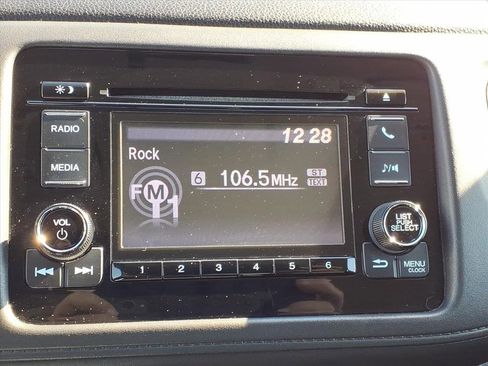 RADIO
MEDIA
VOL
12:28
Rock
FM1
6 106.5MHz
ST
TEXT
LIST
PUSH
SELECT
MENU
CLOCK
1 2 3 4 5 6